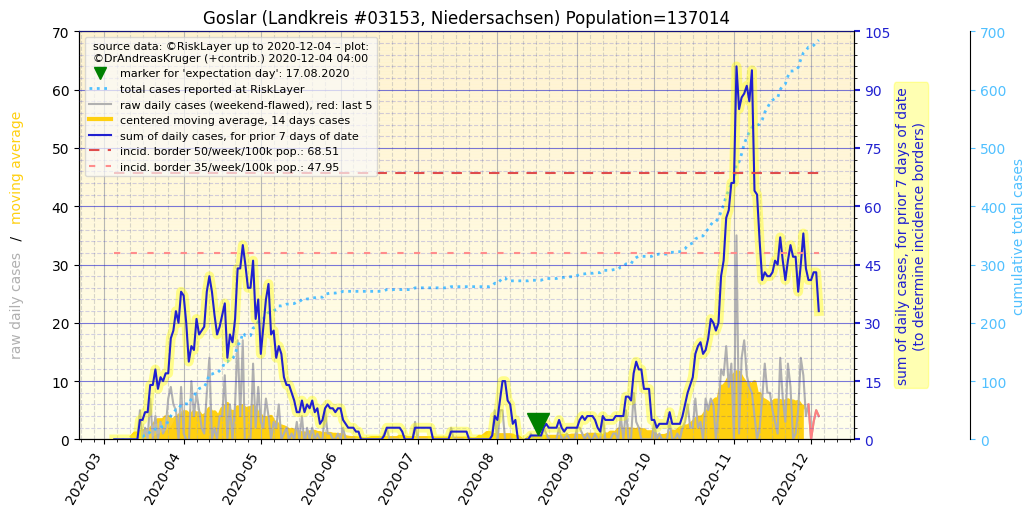 Goslar (Landkreis #03153, Niedersachsen) Population=137014
source data: ©RiskLayer up to 2020-12-04 – plot:
©DrAndreasKruger (+contrib.) 2020-12-04 04:00
marker for 'expectation day': 17.08.2020
total cases reported at RiskLayer
raw daily cases (weekend-flawed), red: last 5
centered moving average, 14 days cases
sum of daily cases, for prior 7 days of date
incid. border 50/week/100k pop.: 68.51
incid. border 35/week/100k pop.: 47.95
raw daily cases / moving average
70
60
50
40
30
20
10
0
105
90
75
60
45
30
15
0
sum of daily cases, for prior 7 days of date
(to determine incidence borders)
700
600
500
400
300
200
100
0
cumulative total cases
2020-03
2020-04
2020-05
2020-06
2020-07
2020-08
2020-09
2020-10
2020-11
2020-12